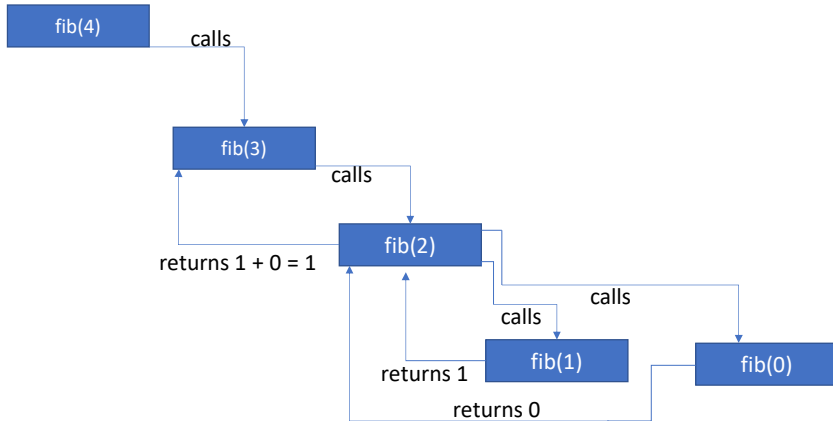 fib(4)
calls
fib(3)
calls
fib(2)
returns 1 + 0 = 1
calls
calls
fib(1)
fib(0)
returns 1
returns 0